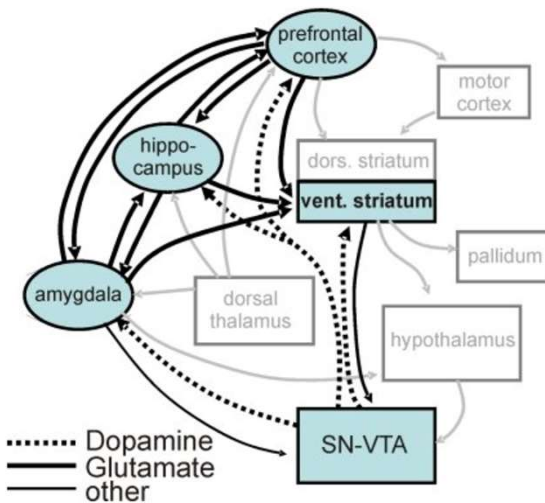 prefrontal
cortex
motor
cortex
hippo-
campus
dors. striatum
vent. striatum
pallidum
amygdala
dorsal
thalamus
hypothalamus
SN-VTA
Dopamine
Glutamate
other